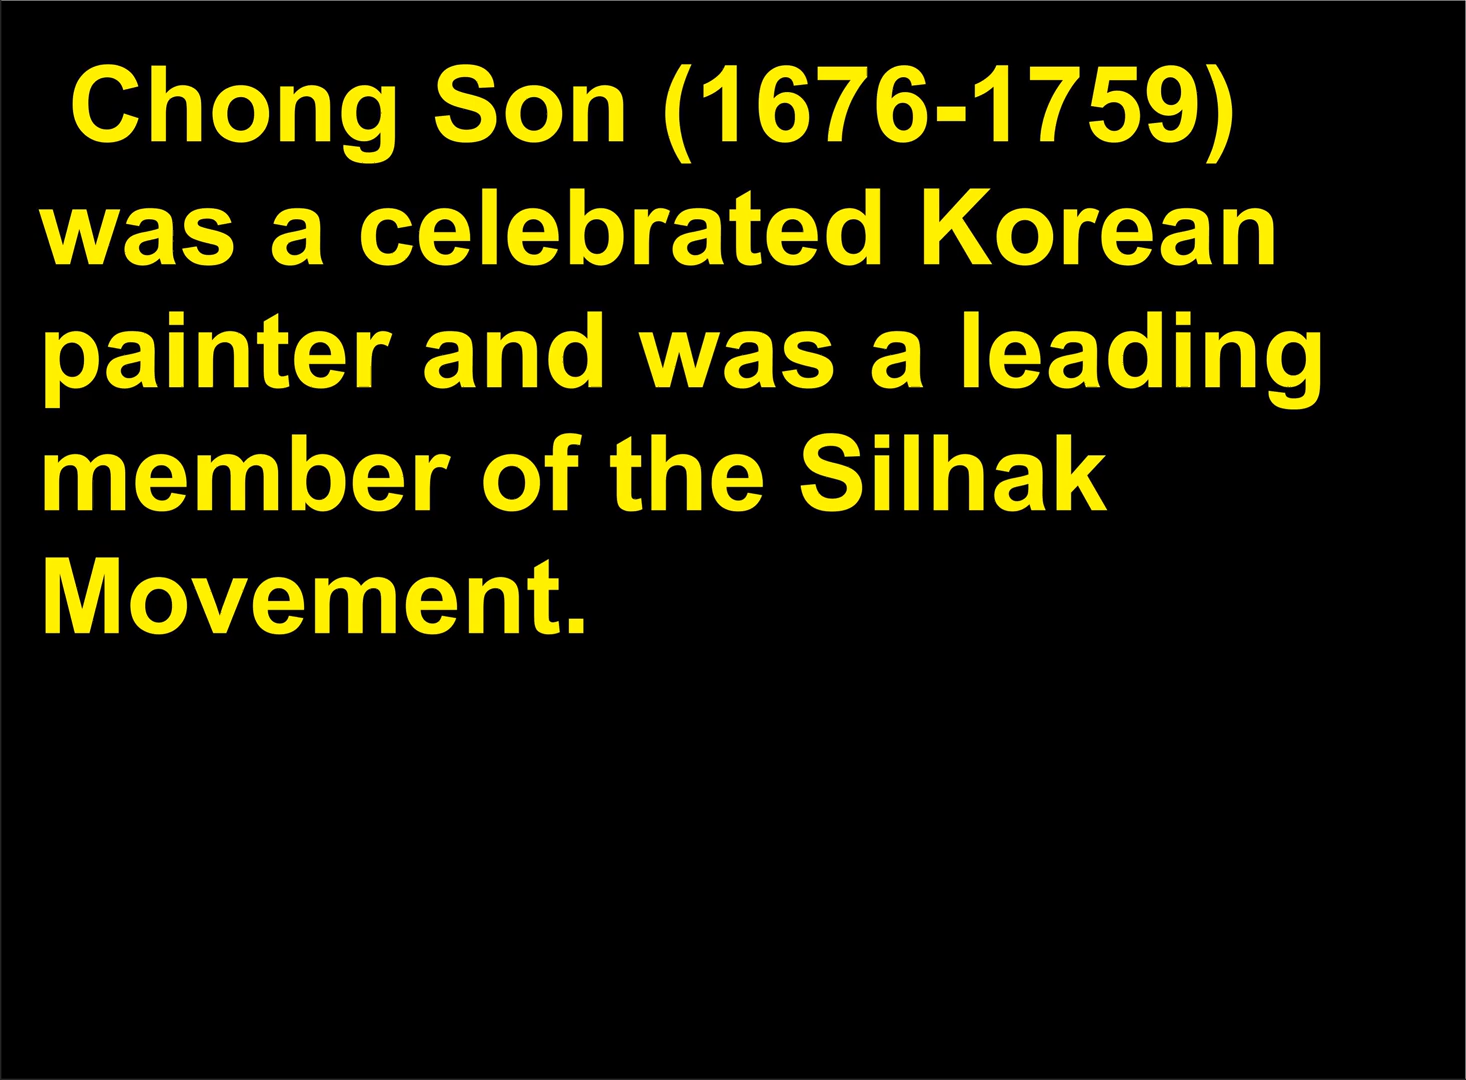 Chong Son (1676-1759)
was a celebrated Korean
painter and was a leading
member of the Silhak
Movement.